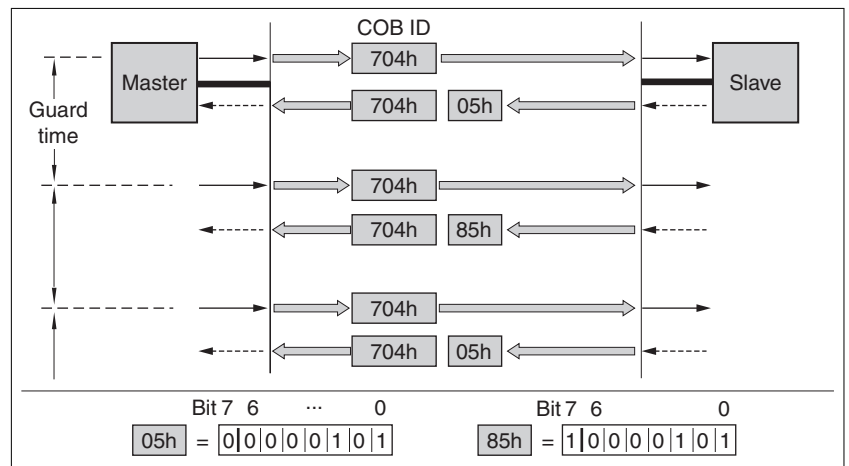 COB ID
Master
704h
Slave
704h 05h
Guard
time
704h
704h 85h
704h
704h 05h
Bit 7 6 ... 0
05h = 0 0 0 0 0 1 0 1
Bit 7 6 0
85h = 1 0 0 0 0 1 0 1